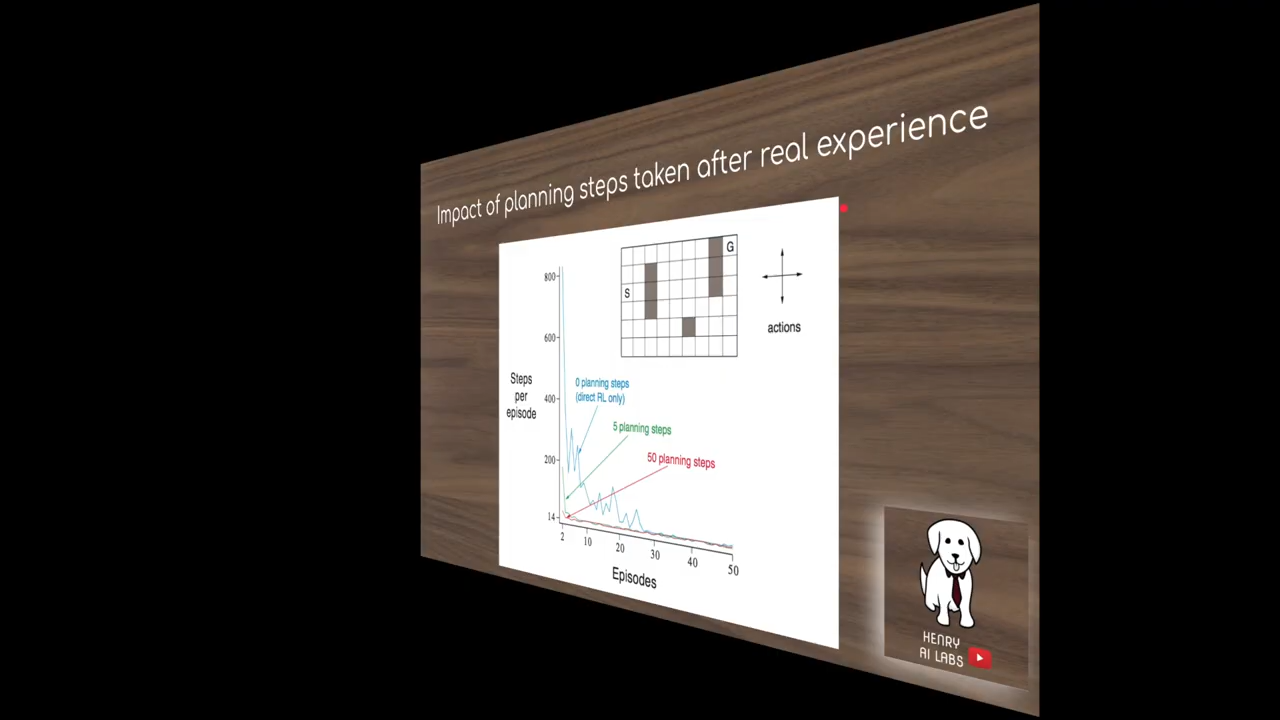 Impact of planning steps taken after real experience
G
S
actions
800
600
400
200
14
Steps
per
episode
0 planning steps
(direct RL only)
5 planning steps
50 planning steps
2
10
20
30
40
50
Episodes
HENRY
AI LABS